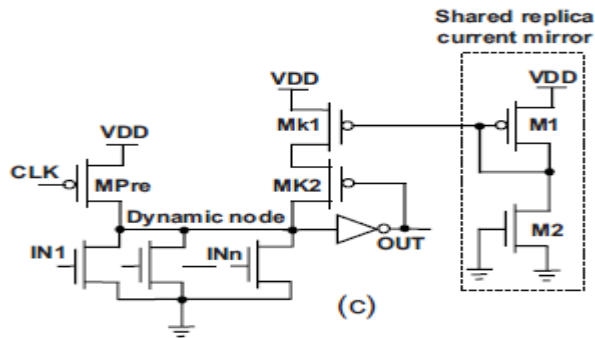 Shared replica
current mirror
VDD
VDD
Mk1
M1
VDD
CLK
MPre
MK2
Dynamic node
M2
IN1
INn
OUT
(c)